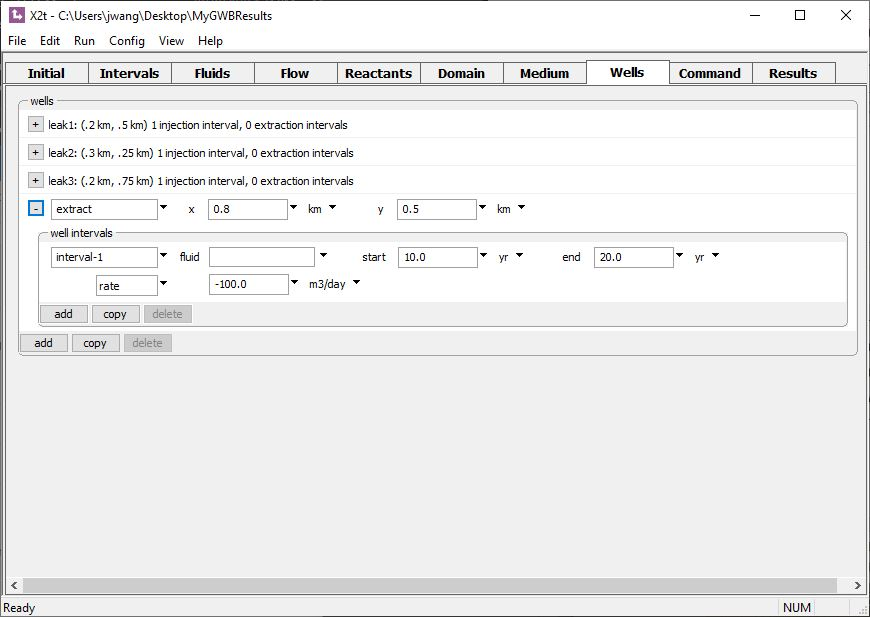 X2t - C:\Users\jwang\Desktop\MyGWBResults
File Edit Run Config View Help
Initial Intervals Fluids Flow Reactants Domain Medium Wells Command Results
wells
+ leak1: (.2 km, .5 km) 1 injection interval, 0 extraction intervals
+ leak2: (.3 km, .25 km) 1 injection interval, 0 extraction intervals
+ leak3: (.2 km, .75 km) 1 injection interval, 0 extraction intervals
- extract x 0.8 km y 0.5 km
well intervals
interval-1 fluid start 10.0 yr end 20.0 yr
rate -100.0 m3/day
add copy delete
add copy delete
Ready NUM